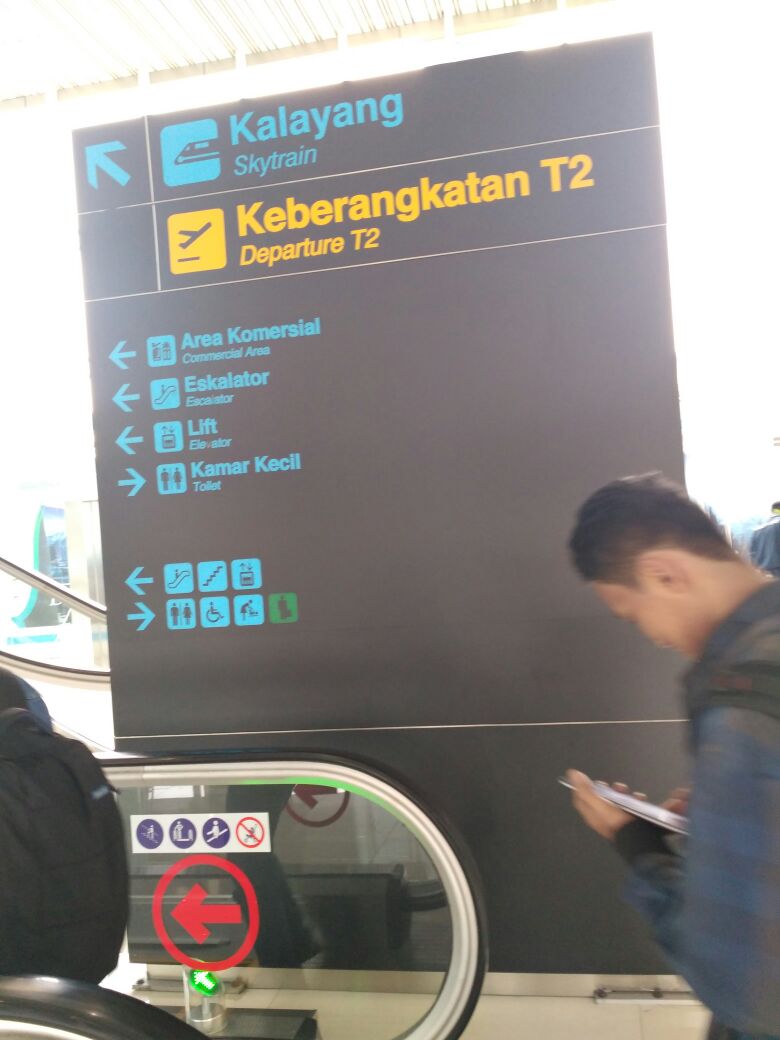 Kalayang
Skytrain
Keberangkatan T2
Departure T2
Area Komersial
Commercial Area
Eskalator
Escalator
Lift
Elevator
Kamar Kecil
Toilet